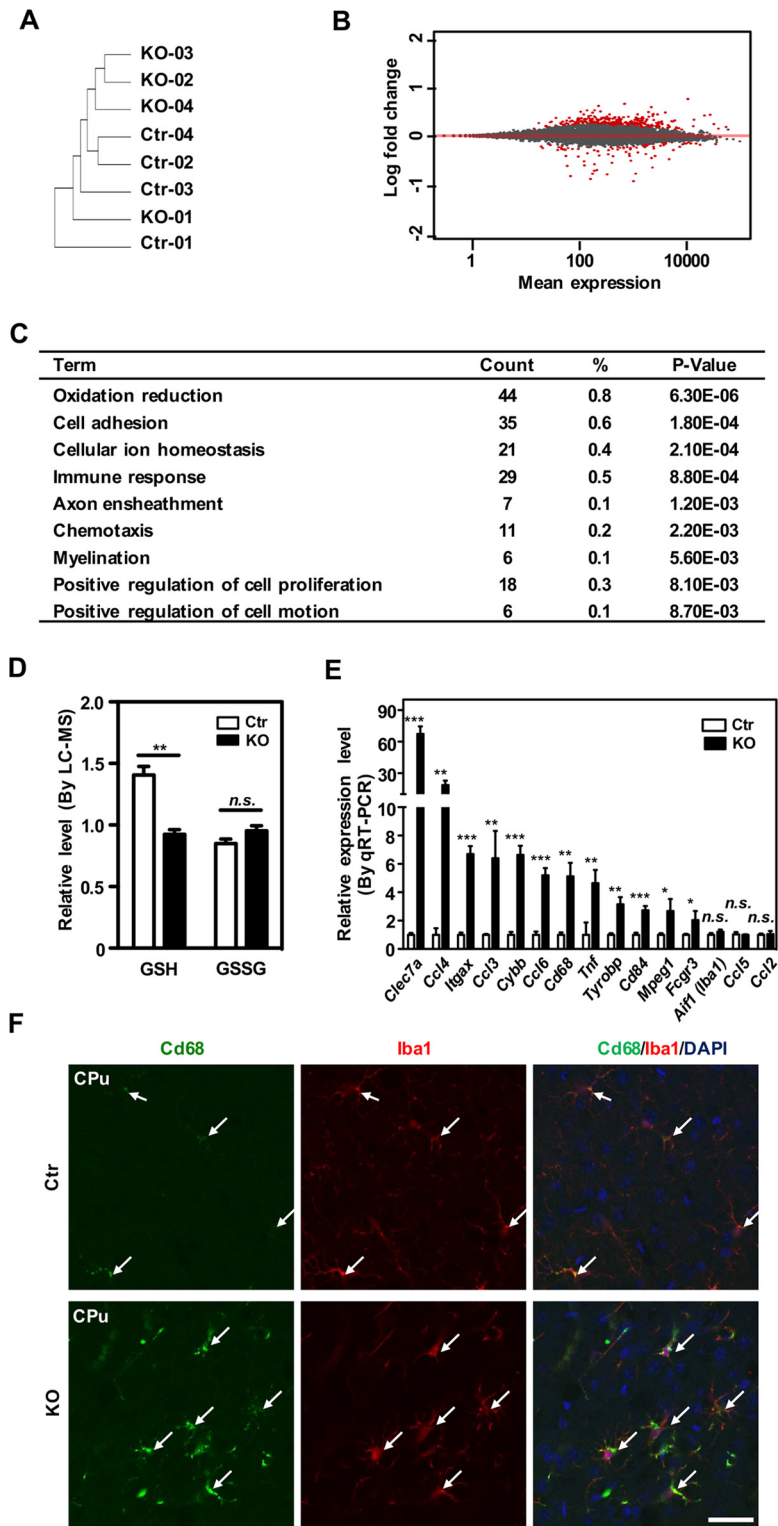 A
KO-03
KO-02
KO-04
Ctr-04
Ctr-02
Ctr-03
KO-01
Ctr-01
B
Log fold change
2
1
0
-1
-2
1
100
10000
Mean expression
C
Term Count % P-Value
Oxidation reduction 44 0.8 6.30E-06
Cell adhesion 35 0.6 1.80E-04
Cellular ion homeostasis 21 0.4 2.10E-04
Immune response 29 0.5 8.80E-04
Axon ensheathment 7 0.1 1.20E-03
Chemotaxis 11 0.2 2.20E-03
Myelination 6 0.1 5.60E-03
Positive regulation of cell proliferation 18 0.3 8.10E-03
Positive regulation of cell motion 6 0.1 8.70E-03
D
Relative level (By LC-MS)
2.0
1.5
1.0
0.5
0
Ctr
KO
**
n.s.
GSH
GSSG
E
Relative expression level
(By qRT-PCR)
90
60
30
8
6
4
2
0
Ctr
KO
***
**
***
**
***
***
**
**
**
***
*
*
n.s.
n.s.
n.s.
Clec7a
Ccl4
Itgax
Ccl3
Cybb
Ccl6
Cd68
Tnf
Tyrobp
Cd84
Mpeg1
Fcgr3
Aif1 (Iba1)
Ccl5
Ccl2
F
Cd68
Iba1
Cd68/Iba1/DAPI
Ctr
CPu
KO
CPu